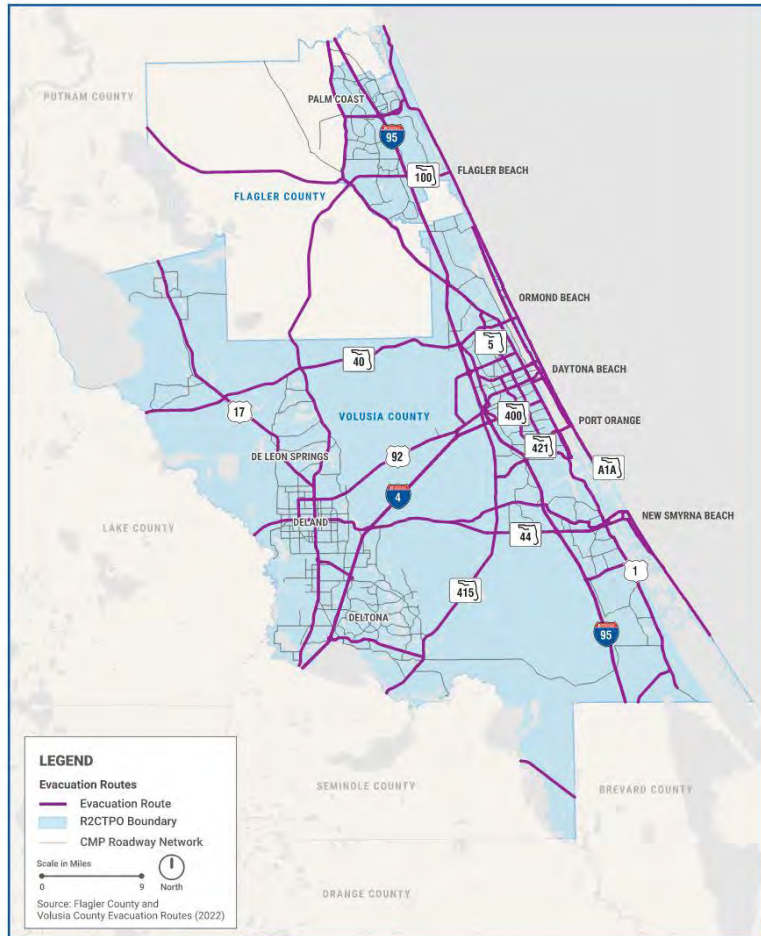 PUTNAM COUNTY
PALM COAST
95
100
FLAGLER BEACH
FLAGLER COUNTY
ORMOND BEACH
5
40
DAYTONA BEACH
17
400
VOLUSIA COUNTY
PORT ORANGE
421
92
DE LEON SPRINGS
A1A
4
LAKE COUNTY
DELAND
NEW SMYRNA BEACH
44
1
415
DELTONA
95
LEGEND
Evacuation Routes
Evacuation Route
R2CTPO Boundary
CMP Roadway Network
Scale in Miles
0 9
North
Source: Flagler County and
Volusia County Evacuation Routes (2022)
SEMINOLE COUNTY
BREVARD COUNTY
ORANGE COUNTY